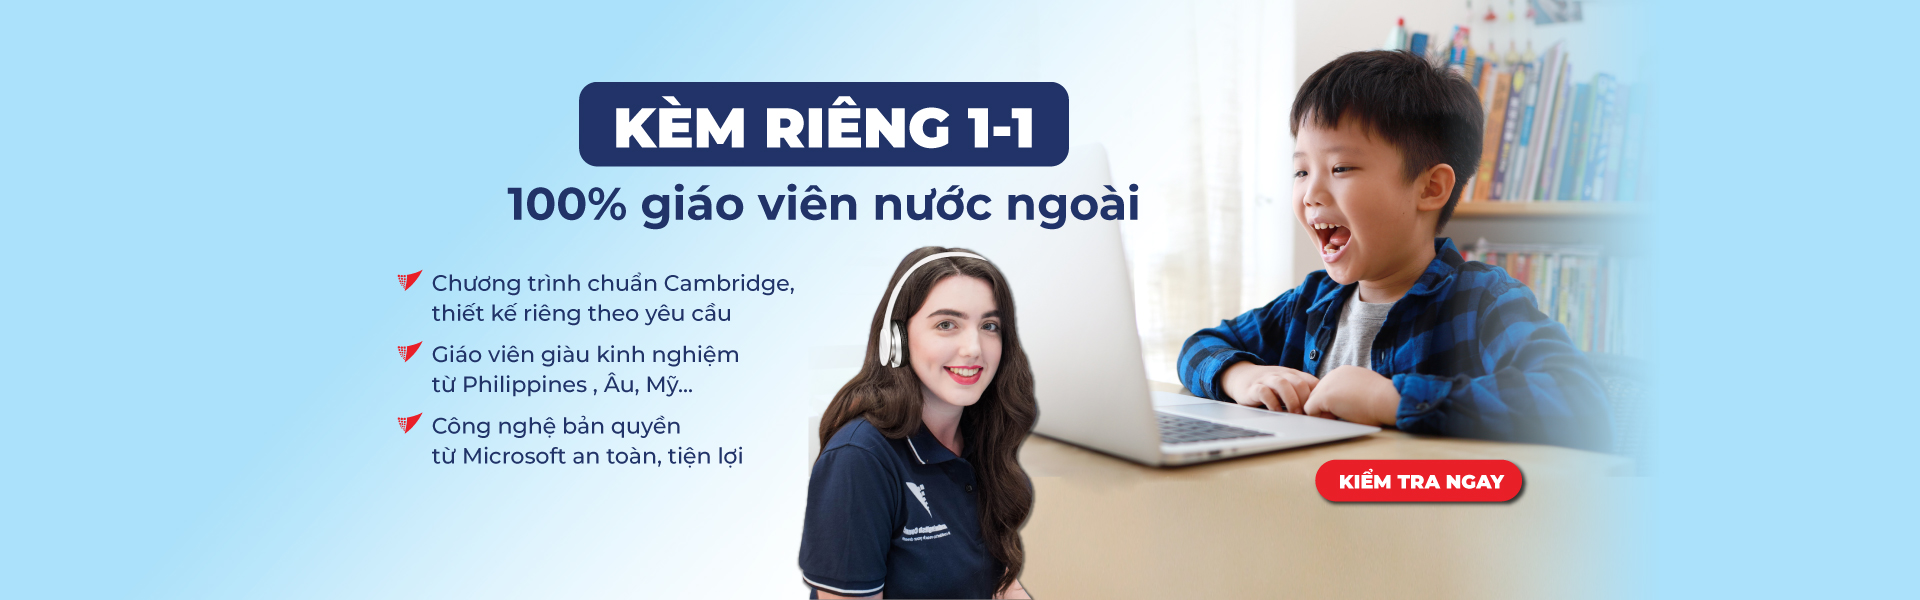 KÈM RIÊNG 1-1
100% giáo viên nước ngoài
Chương trình chuẩn Cambridge,
thiết kế riêng theo yêu cầu
Giáo viên giàu kinh nghiệm
từ Philippines , Âu, Mỹ...
Công nghệ bản quyền
từ Microsoft an toàn, tiện lợi
KIỂM TRA NGAY